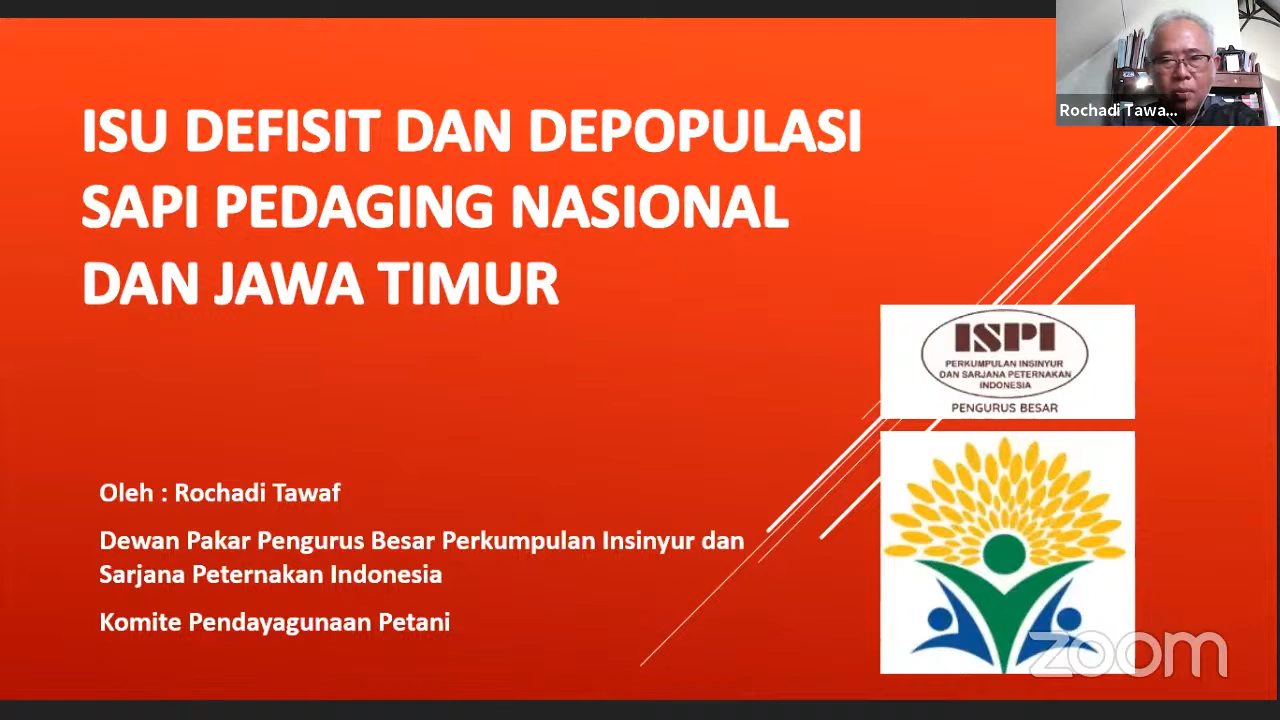 ISU DEFISIT DAN DEPOPULASI
SAPI PEDAGING NASIONAL
DAN JAWA TIMUR
Rochadi Tawa...
ISPI
PERKUMPULAN INSINYUR
DAN SARJANA PETERNAKAN
INDONESIA
PENGURUS BESAR
Oleh : Rochadi Tawaf
Dewan Pakar Pengurus Besar Perkumpulan Insinyur dan
Sarjana Peternakan Indonesia
Komite Pendayagunaan Petani
zoom